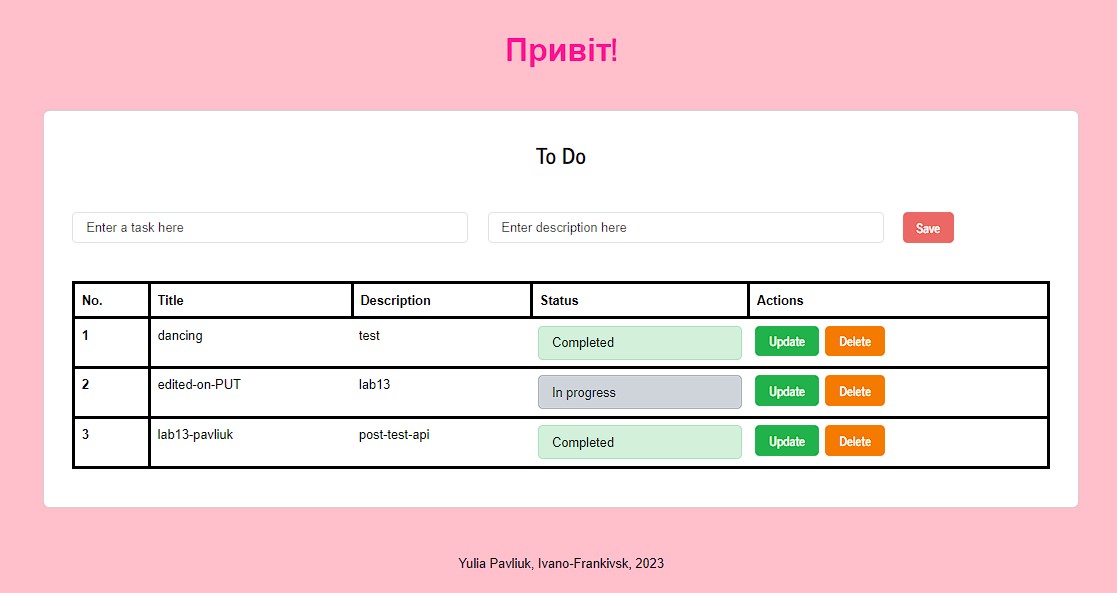 Привіт!
To Do
Enter a task here Enter description here Save
No. Title Description Status Actions
1 dancing test Completed Update Delete
2 edited-on-PUT lab13 In progress Update Delete
3 lab13-pavliuk post-test-api Completed Update Delete
Yulia Pavliuk, Ivano-Frankivsk, 2023